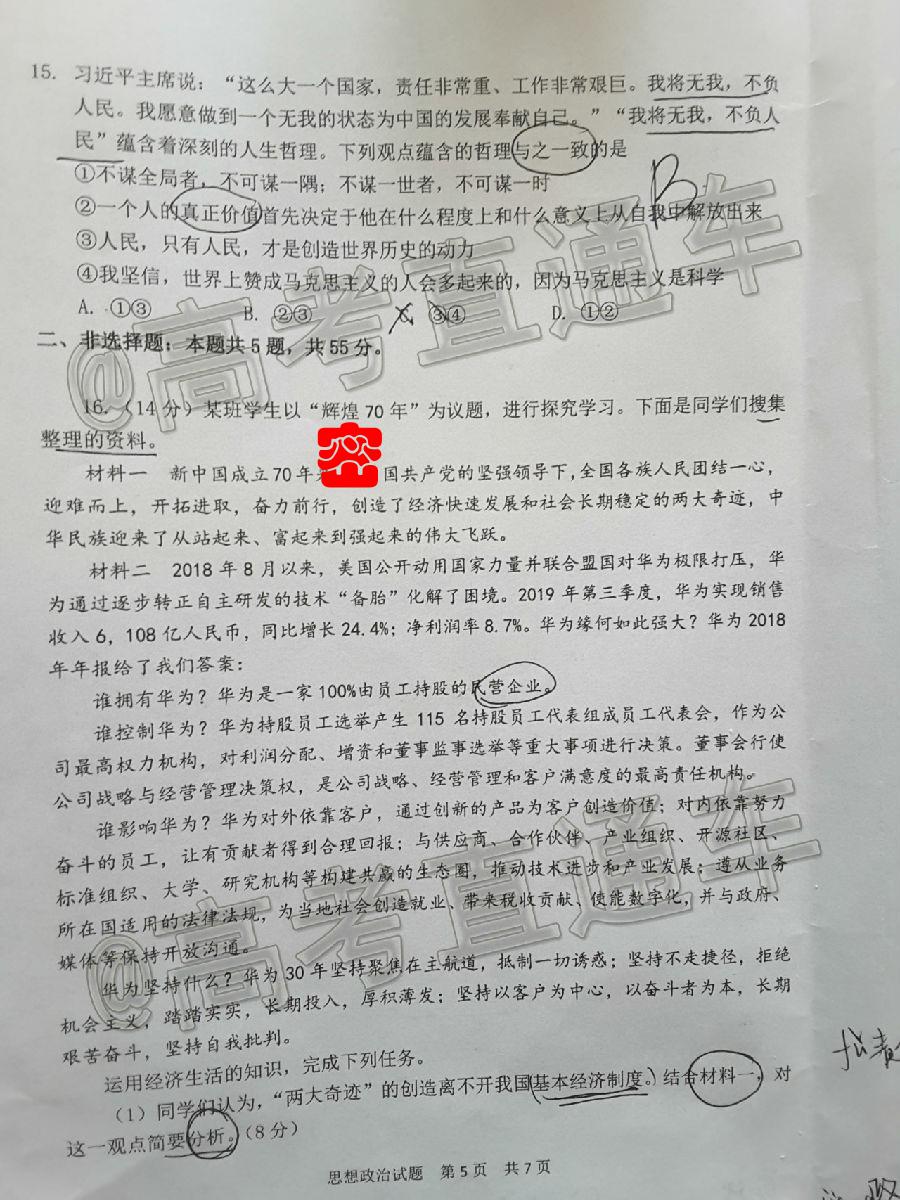 15. 习近平主席说：“这么大一个国家，责任非常重、工作非常艰巨。我将无我，不负
人民。我愿意做到一个无我的状态为中国的发展奉献自己。”“我将无我，不负人
民”蕴含着深刻的人生哲理。下列观点蕴含的哲理与之一致的是
①不谋全局者，不可谋一隅；不谋一世者，不可谋一时
B
②一个人的真正价值首先决定于他在什么程度上和什么意义上从自我中解放出来
③人民，只有人民，才是创造世界历史的动力
④我坚信，世界上赞成马克思主义的人会多起来的，因为马克思主义是科学
A. ①③ B. ②③ C. ③④ D. ①②
二、非选择题：本题共5题，共55分。
16.（14分）某班学生以“辉煌70年”为议题，进行探究学习。下面是同学们搜集
整理的资料。
材料一 新中国成立70年 国共产党的坚强领导下，全国各族人民团结一心，
迎难而上，开拓进取，奋力前行，创造了经济快速发展和社会长期稳定的两大奇迹，中
华民族迎来了从站起来、富起来到强起来的伟大飞跃。
材料二 2018年8月以来，美国公开动用国家力量并联合盟国对华为极限打压，华
为通过逐步转正自主研发的技术“备胎”化解了困境。2019年第三季度，华为实现销售
收入6，108亿人民币，同比增长24.4%；净利润率8.7%。华为缘何如此强大？华为2018
年年报给了我们答案：
谁拥有华为？华为是一家100%由员工持股的民营企业。
谁控制华为？华为持股员工选举产生115名持股员工代表组成员工代表会，作为公
司最高权力机构，对利润分配、增资和董事监事选举等重大事项进行决策。董事会行使
公司战略与经营管理决策权，是公司战略、经营管理和客户满意度的最高责任机构。
谁影响华为？华为对外依靠客户，通过创新的产品为客户创造价值；对内依靠努力
奋斗的员工，让有贡献者得到合理回报；与供应商、合作伙伴、产业组织、开源社区、
标准组织、大学、研究机构等构建共赢的生态圈，推动技术进步和产业发展；遵从业务
所在国适用的法律法规，为当地社会创造就业、带来税收贡献、使能数字化，并与政府、
媒体等保持开放沟通。
华为坚持什么？华为30年坚持聚焦在主航道，抵制一切诱惑；坚持不走捷径，拒绝
机会主义，踏踏实实，长期投入，厚积薄发；坚持以客户为中心，以奋斗者为本，长期
艰苦奋斗，坚持自我批判。
运用经济生活的知识，完成下列任务。
（1）同学们认为，“两大奇迹”的创造离不开我国基本经济制度。结合材料一，对
这一观点简要分析。（8分）
思想政治试题 第5页 共7页
@高考直通车
@高考直通车